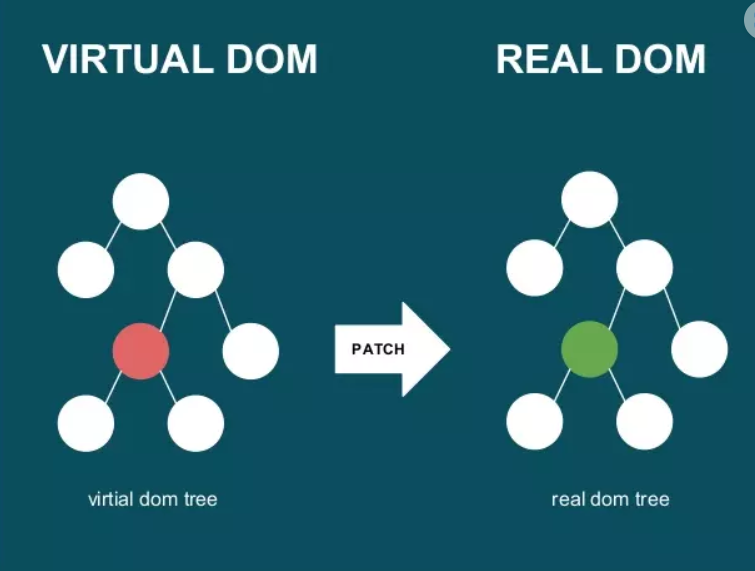 VIRTUAL DOM
REAL DOM
PATCH
virtial dom tree
real dom tree